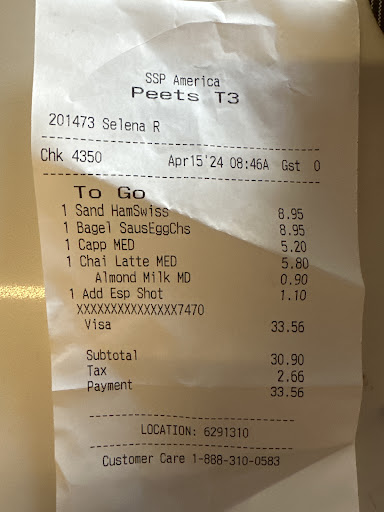 SSP America
Peets T3
201473 Selena R
Chk 4350 Apr15'24 08:46A Gst 0
To Go
1 Sand HamSwiss 8.95
1 Bagel SausEggChs 8.95
1 Capp MED 5.20
1 Chai Latte MED 5.80
Almond Milk MD 0.90
1 Add Esp Shot 1.10
XXXXXXXXXXXXXXX7470
Visa 33.56
Subtotal 30.90
Tax 2.66
Payment 33.56
LOCATION: 6291310
Customer Care 1-888-310-0583